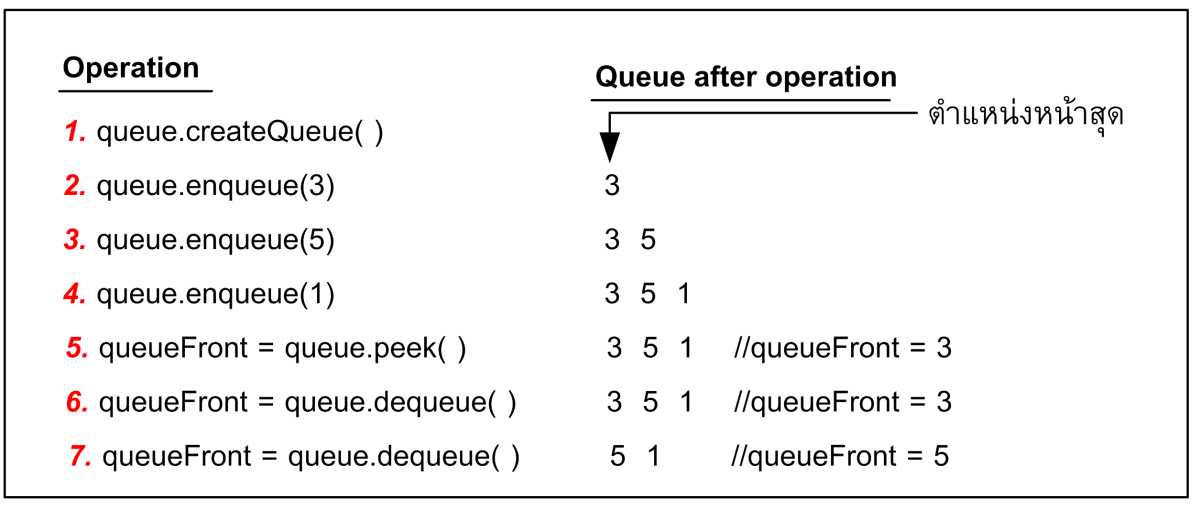 Operation
Queue after operation
ตำแหน่งหน้าสุด
1. queue.createQueue( )
2. queue.enqueue(3) 3
3. queue.enqueue(5) 3 5
4. queue.enqueue(1) 3 5 1
5. queueFront = queue.peek( ) 3 5 1 //queueFront = 3
6. queueFront = queue.dequeue( ) 3 5 1 //queueFront = 3
7. queueFront = queue.dequeue( ) 5 1 //queueFront = 5